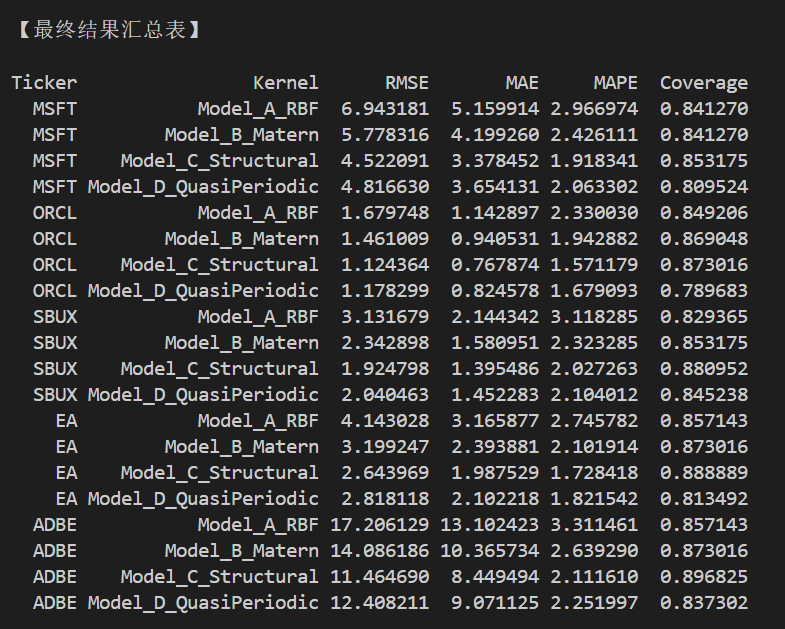 【最终结果汇总表】
Ticker Kernel RMSE MAE MAPE Coverage
MSFT Model_A_RBF 6.943181 5.159914 2.966974 0.841270
MSFT Model_B_Matern 5.778316 4.199260 2.426111 0.841270
MSFT Model_C_Structural 4.522091 3.378452 1.918341 0.853175
MSFT Model_D_QuasiPeriodic 4.816630 3.654131 2.063302 0.809524
ORCL Model_A_RBF 1.679748 1.142897 2.330030 0.849206
ORCL Model_B_Matern 1.461009 0.940531 1.942882 0.869048
ORCL Model_C_Structural 1.124364 0.767874 1.571179 0.873016
ORCL Model_D_QuasiPeriodic 1.178299 0.824578 1.679093 0.789683
SBUX Model_A_RBF 3.131679 2.144342 3.118285 0.829365
SBUX Model_B_Matern 2.342898 1.580951 2.323285 0.853175
SBUX Model_C_Structural 1.924798 1.395486 2.027263 0.880952
SBUX Model_D_QuasiPeriodic 2.040463 1.452283 2.104012 0.845238
EA Model_A_RBF 4.143028 3.165877 2.745782 0.857143
EA Model_B_Matern 3.199247 2.393881 2.101914 0.873016
EA Model_C_Structural 2.643969 1.987529 1.728418 0.888889
EA Model_D_QuasiPeriodic 2.818118 2.102218 1.821542 0.813492
ADBE Model_A_RBF 17.206129 13.102423 3.311461 0.857143
ADBE Model_B_Matern 14.086186 10.365734 2.639290 0.873016
ADBE Model_C_Structural 11.464690 8.449494 2.111610 0.896825
ADBE Model_D_QuasiPeriodic 12.408211 9.071125 2.251997 0.837302